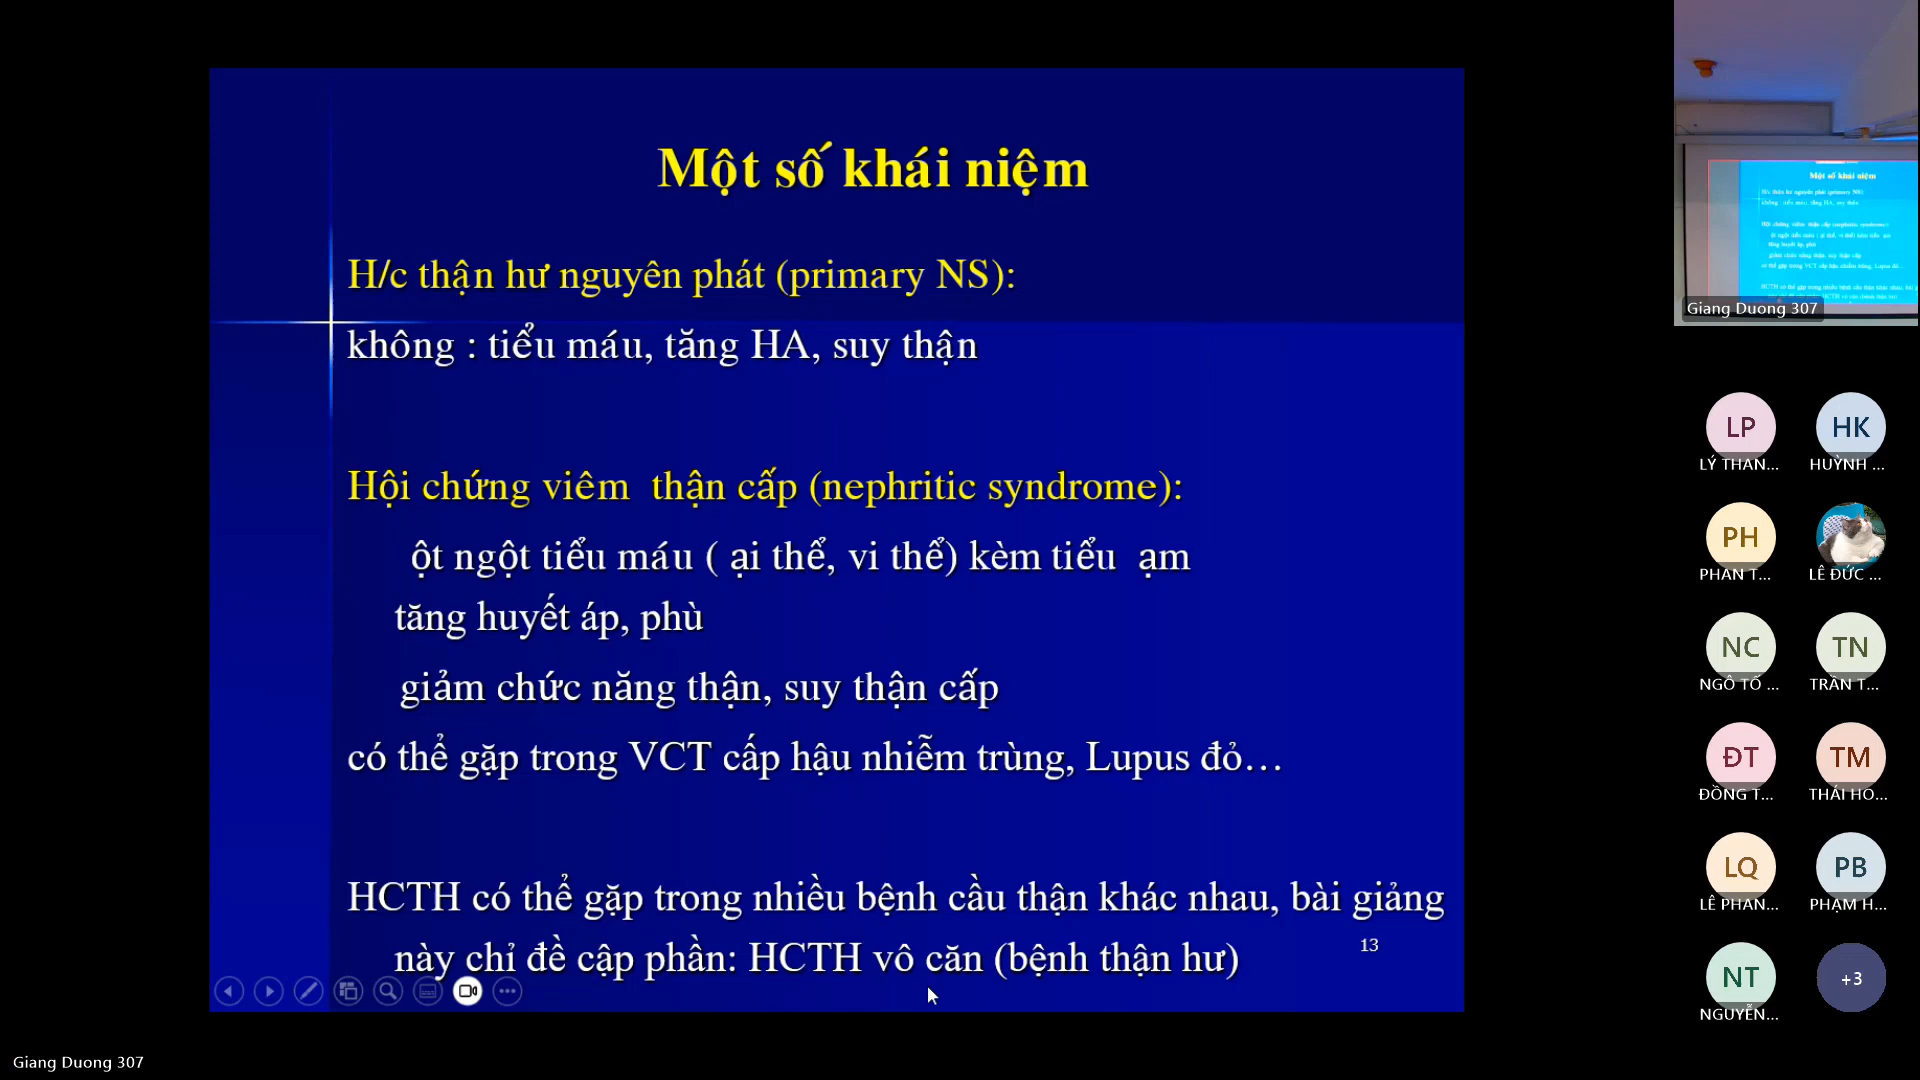 Một số khái niệm
H/c thận hư nguyên phát (primary NS):
không : tiểu máu, tăng HA, suy thận
Hội chứng viêm  thận cấp (nephritic syndrome):
ột ngột tiểu máu ( ại thể, vi thể) kèm tiểu  ạm
tăng huyết áp, phù
giảm chức năng thận, suy thận cấp
có thể gặp trong VCT cấp hậu nhiễm trùng, Lupus đỏ…
HCTH có thể gặp trong nhiều bệnh cầu thận khác nhau, bài giảng
này chỉ đề cập phần: HCTH vô căn (bệnh thận hư)
13
Giang Duong 307
Một số khái niệm
Giang Duong 307
LP
HK
LÝ THAN...
HUỲNH ...
PH
PHAN T...
LÊ ĐỨC ...
NC
TN
NGÔ TỐ ...
TRẦN T...
ĐT
TM
ĐỒNG T...
THÁI HO...
LQ
PB
LÊ PHAN...
PHẠM H...
NT
+3
NGUYỄN...